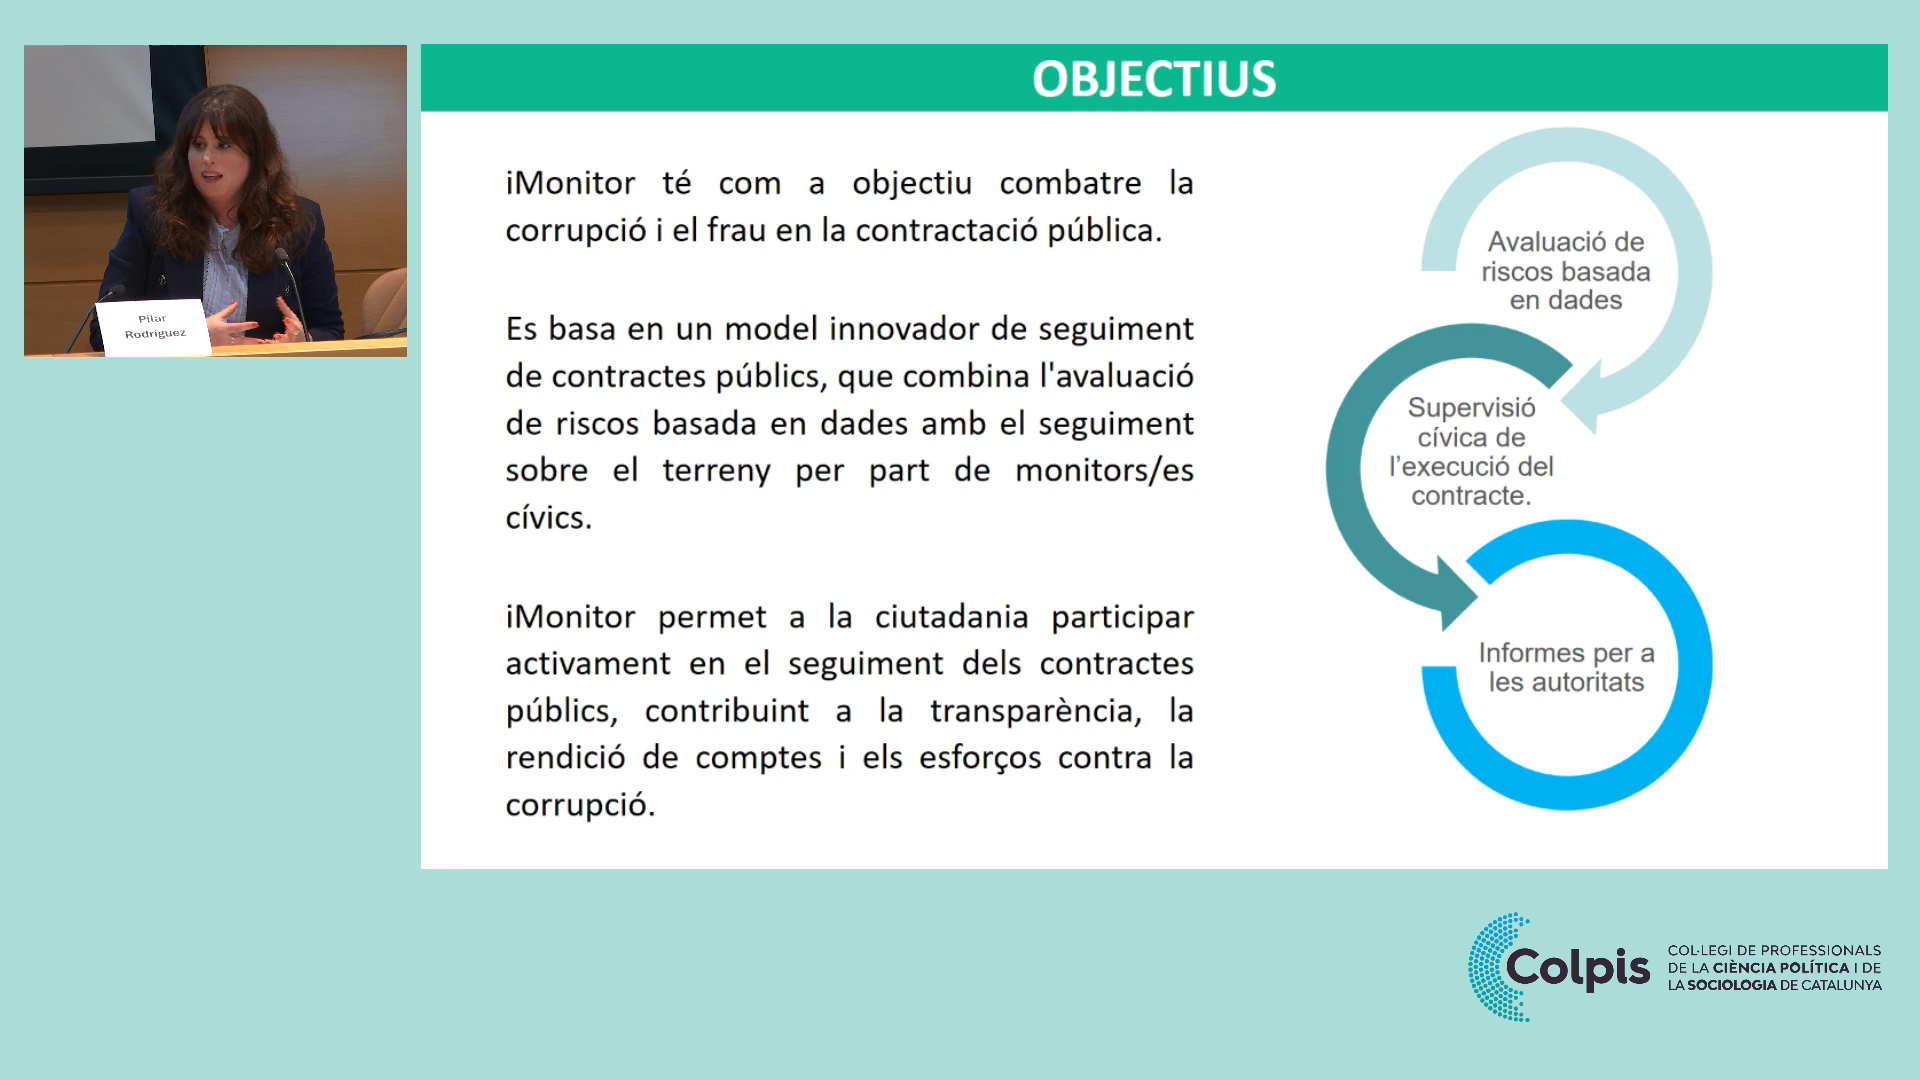 OBJECTIUS
iMonitor té com a objectiu combatre la
corrupció i el frau en la contractació pública.
Es basa en un model innovador de seguiment
de contractes públics, que combina l'avaluació
de riscos basada en dades amb el seguiment
sobre el terreny per part de monitors/es
cívics.
iMonitor permet a la ciutadania participar
activament en el seguiment dels contractes
públics, contribuint a la transparència, la
rendició de comptes i els esforços contra la
corrupció.
Avaluació de
riscos basada
en dades
Supervisió
cívica de
l’execució del
contracte.
Informes per a
les autoritats
Pilar
Rodríguez
Colpis
COL·LEGI DE PROFESSIONALS
DE LA CIÈNCIA POLÍTICA I DE
LA SOCIOLOGIA DE CATALUNYA